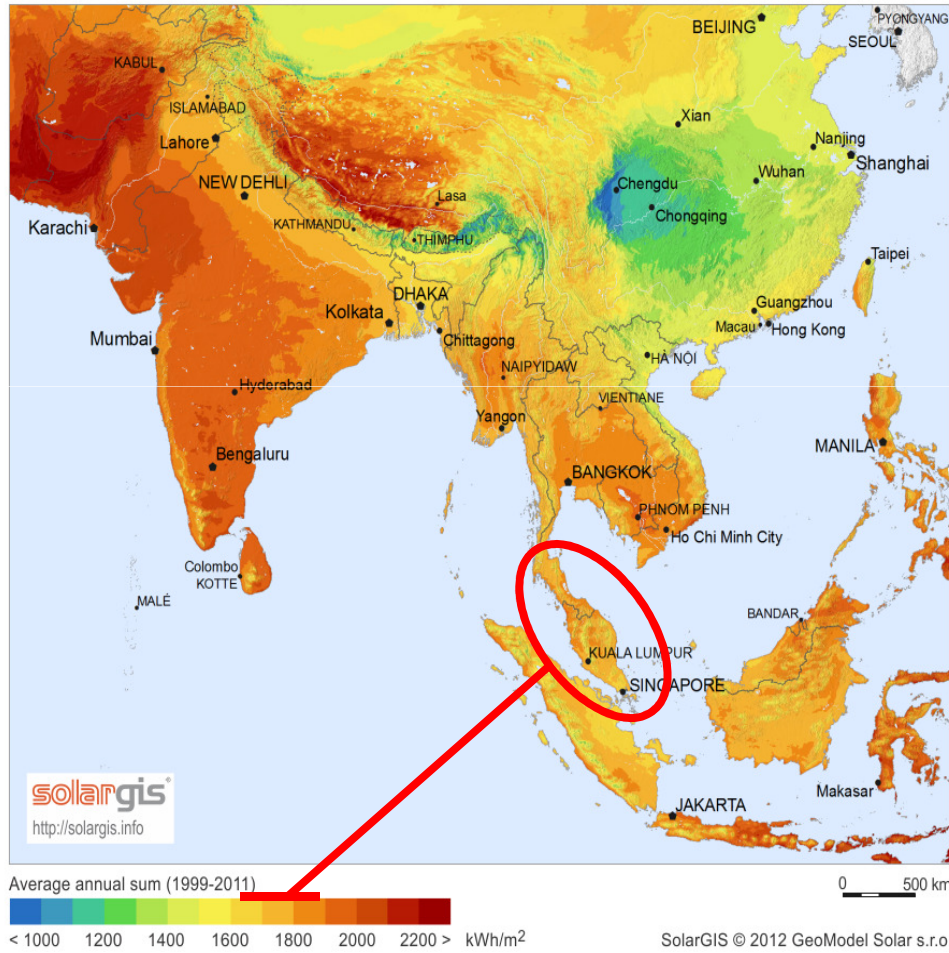 BEIJING
PYONGYANG
SEOUL
KABUL
ISLAMABAD
Lahore
Xian
Nanjing
Shanghai
Wuhan
NEW DEHLI
Chengdu
Lasa
Chongqing
Karachi
KATHMANDU
THIMPHU
Taipei
DHAKA
Kolkata
Guangzhou
Macau
Hong Kong
Mumbai
Chittagong
HÀ NỘI
NAIPYIDAW
Hyderabad
VIENTIANE
Yangon
MANILA
Bengaluru
BANGKOK
PHNOM PENH
Ho Chi Minh City
Colombo
KOTTE
MALÉ
BANDAR
KUALA LUMPUR
SINGAPORE
solargis
http://solargis.info
Makasar
JAKARTA
Average annual sum (1999-2011)
0 500 km
< 1000 1200 1400 1600 1800 2000 2200 > kWh/m2
SolarGIS © 2012 GeoModel Solar s.r.o